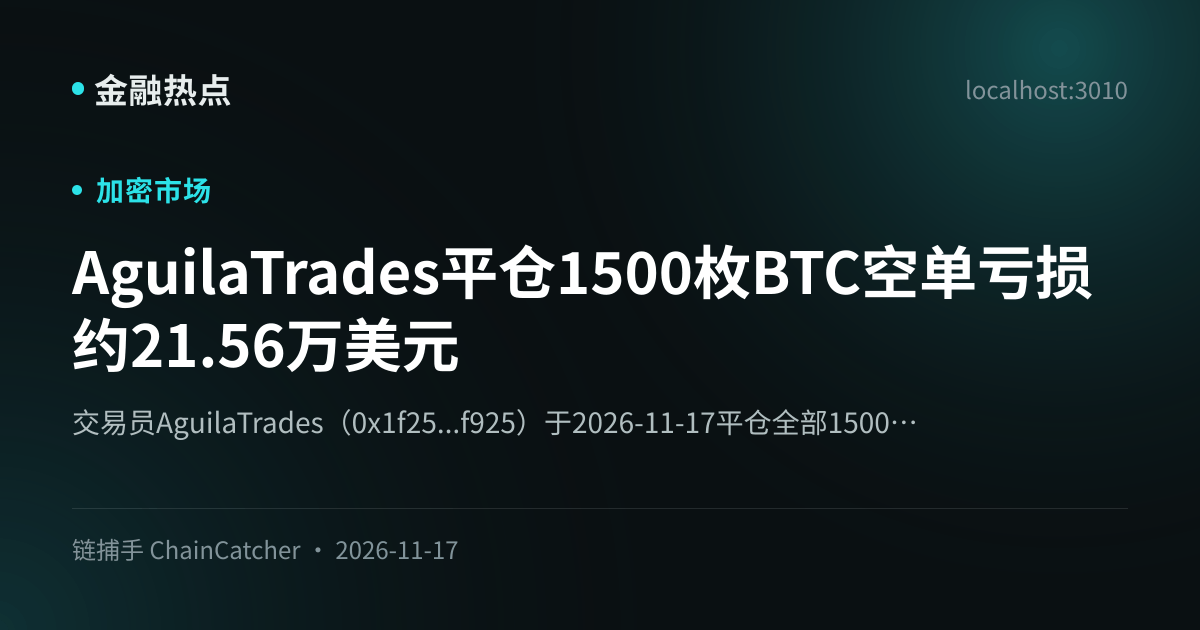 金融热点
localhost:3010
加密市场
AguilaTrades平仓1500枚BTC空单亏损
约21.56万美元
交易员AguilaTrades（0x1f25...f925）于2026-11-17平仓全部1500…
链捕手 ChainCatcher · 2026-11-17